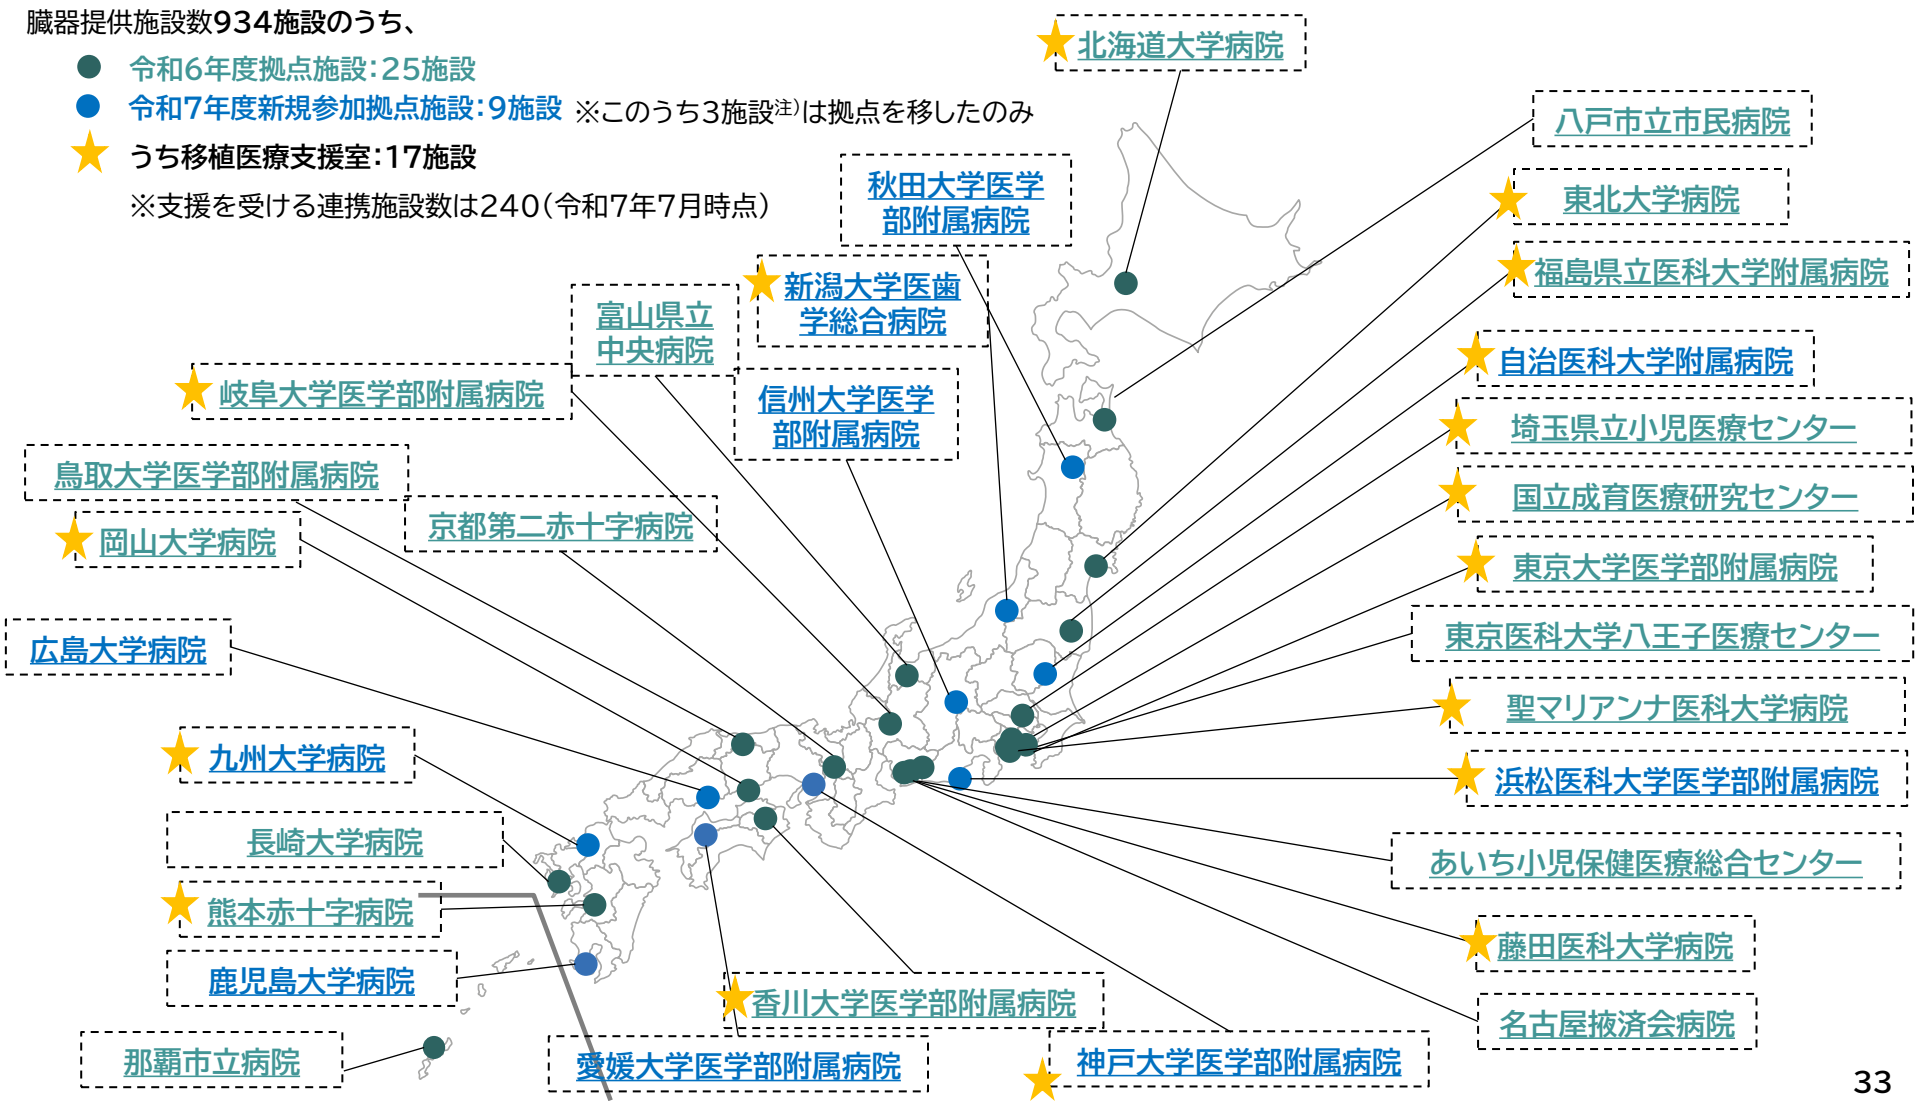 臓器提供施設数934施設のうち、
令和6年度拠点施設：25施設
令和7年度新規参加拠点施設：9施設 ※このうち3施設注)は拠点を移したのみ
うち移植医療支援室：17施設
※支援を受ける連携施設数は240（令和7年7月時点）
北海道大学病院
八戸市立市民病院
東北大学病院
福島県立医科大学附属病院
自治医科大学附属病院
埼玉県立小児医療センター
国立成育医療研究センター
東京大学医学部附属病院
東京医科大学八王子医療センター
聖マリアンナ医科大学病院
浜松医科大学医学部附属病院
あいち小児保健医療総合センター
藤田医科大学病院
名古屋掖済会病院
秋田大学医学
部附属病院
新潟大学医歯
学総合病院
富山県立
中央病院
信州大学医学
部附属病院
岐阜大学医学部附属病院
鳥取大学医学部附属病院
京都第二赤十字病院
岡山大学病院
広島大学病院
九州大学病院
長崎大学病院
熊本赤十字病院
鹿児島大学病院
那覇市立病院
香川大学医学部附属病院
愛媛大学医学部附属病院
神戸大学医学部附属病院
33